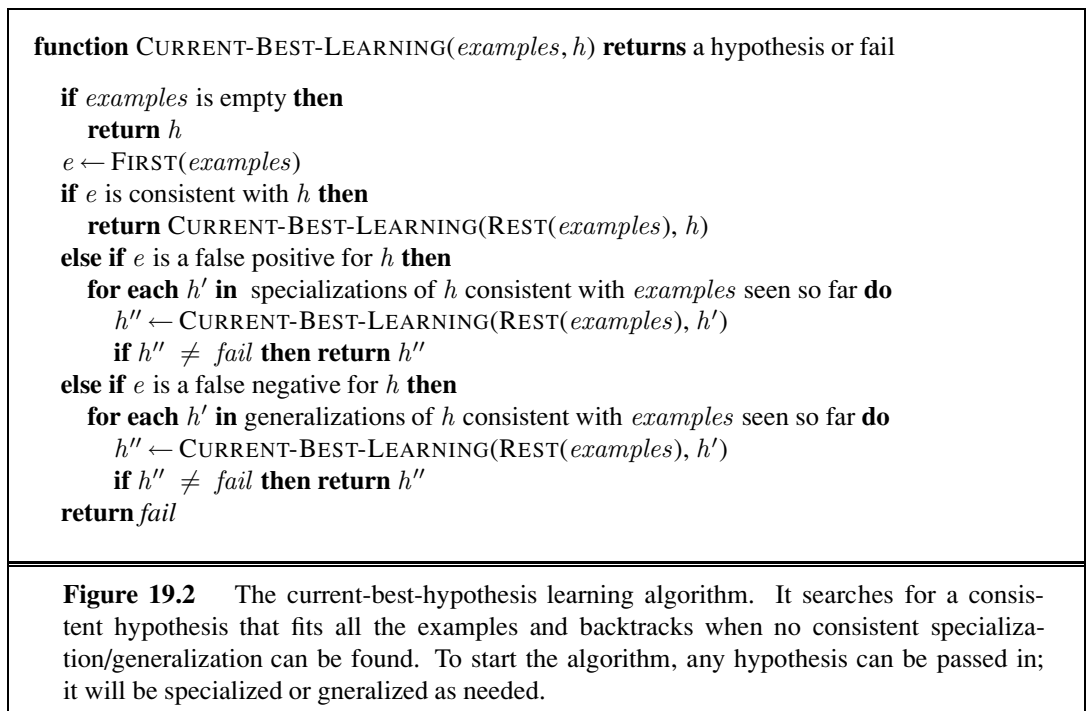 function CURRENT-BEST-LEARNING(examples, h) returns a hypothesis or fail
if examples is empty then
return h
e ← FIRST(examples)
if e is consistent with h then
return CURRENT-BEST-LEARNING(REST(examples), h)
else if e is a false positive for h then
for each h′ in specializations of h consistent with examples seen so far do
h′′ ← CURRENT-BEST-LEARNING(REST(examples), h′)
if h′′ ≠ fail then return h′′
else if e is a false negative for h then
for each h′ in generalizations of h consistent with examples seen so far do
h′′ ← CURRENT-BEST-LEARNING(REST(examples), h′)
if h′′ ≠ fail then return h′′
return fail
Figure 19.2 The current-best-hypothesis learning algorithm. It searches for a consis-
tent hypothesis that fits all the examples and backtracks when no consistent specializa-
tion/generalization can be found. To start the algorithm, any hypothesis can be passed in;
it will be specialized or gneralized as needed.